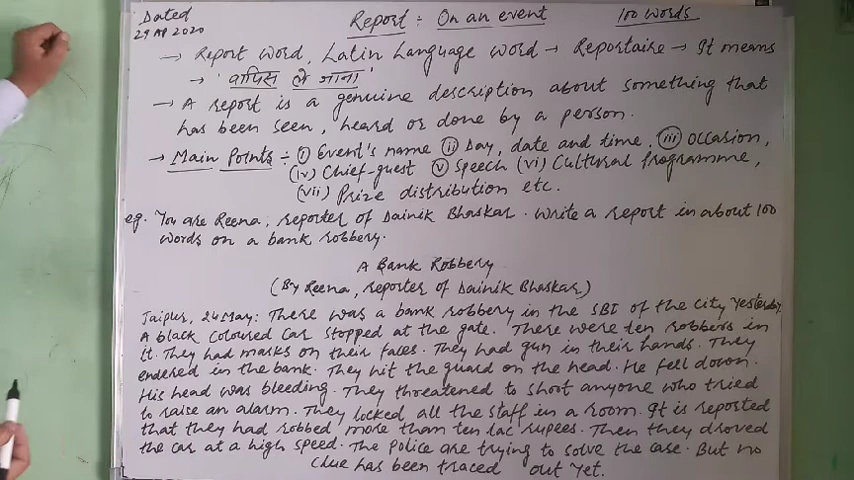 Dated
29 AP 2020
Report ÷ On an event 100 words
→ Report word, Latin Language word → Reportaire → It means
→ 'वापिस ले जाना'
→ A report is a genuine description about something that
has been seen, heard or done by a person.
→ Main Points ÷ (i) Event's name (ii) Day, date and time, (iii) Occasion,
(iv) Chief-guest (v) Speech (vi) Cultural Programme,
(vii) Prize distribution etc.
eg. You are Reena, reporter of Dainik Bhaskar. Write a report in about 100
words on a bank robbery.
A Bank Robbery
(By Reena, reporter of Dainik Bhaskar)
Jaipur, 24 May: There was a bank robbery in the SBI of the city yesterday.
A black coloured car stopped at the gate. There were ten robbers in
it. They had masks on their faces. They had gun in their hands. They
endered in the bank. They hit the guard on the head. He fell down.
His head was bleeding. They threatened to shoot anyone who tried
to raise an alarm. They locked all the staff in a room. It is reported
that they had robbed more than ten lac rupees. Then they droved
the car at a high speed. The police are trying to solve the case. But no
clue has been traced out yet.